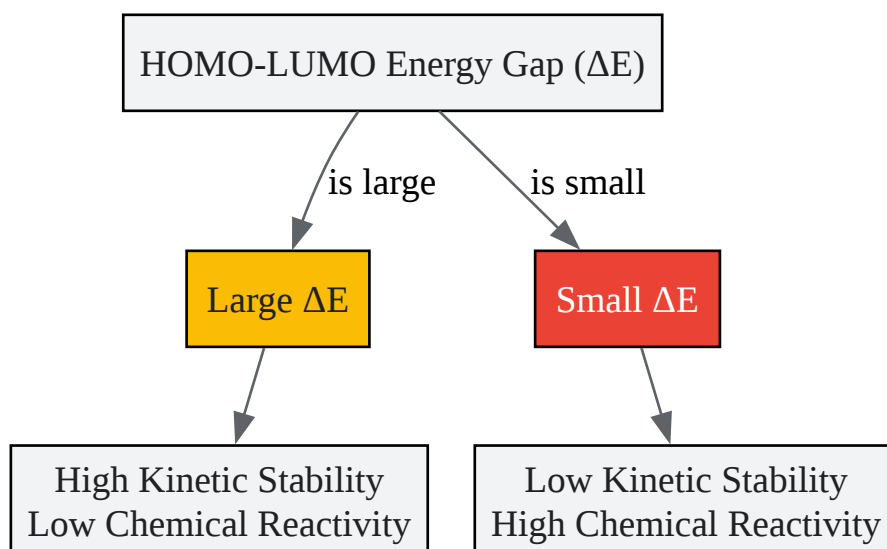 HOMO-LUMO Energy Gap (ΔE)
is large
is small
Large ΔE
Small ΔE
High Kinetic Stability
Low Chemical Reactivity
Low Kinetic Stability
High Chemical Reactivity